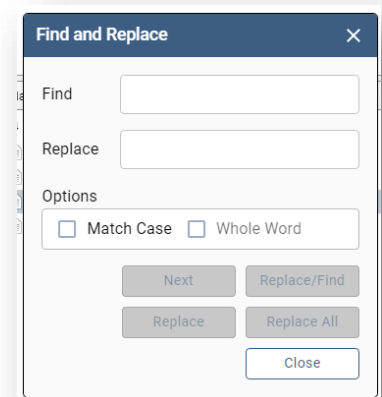 Find and Replace
Find
Replace
Options
Match Case Whole Word
Next Replace/Find
Replace Replace All
Close